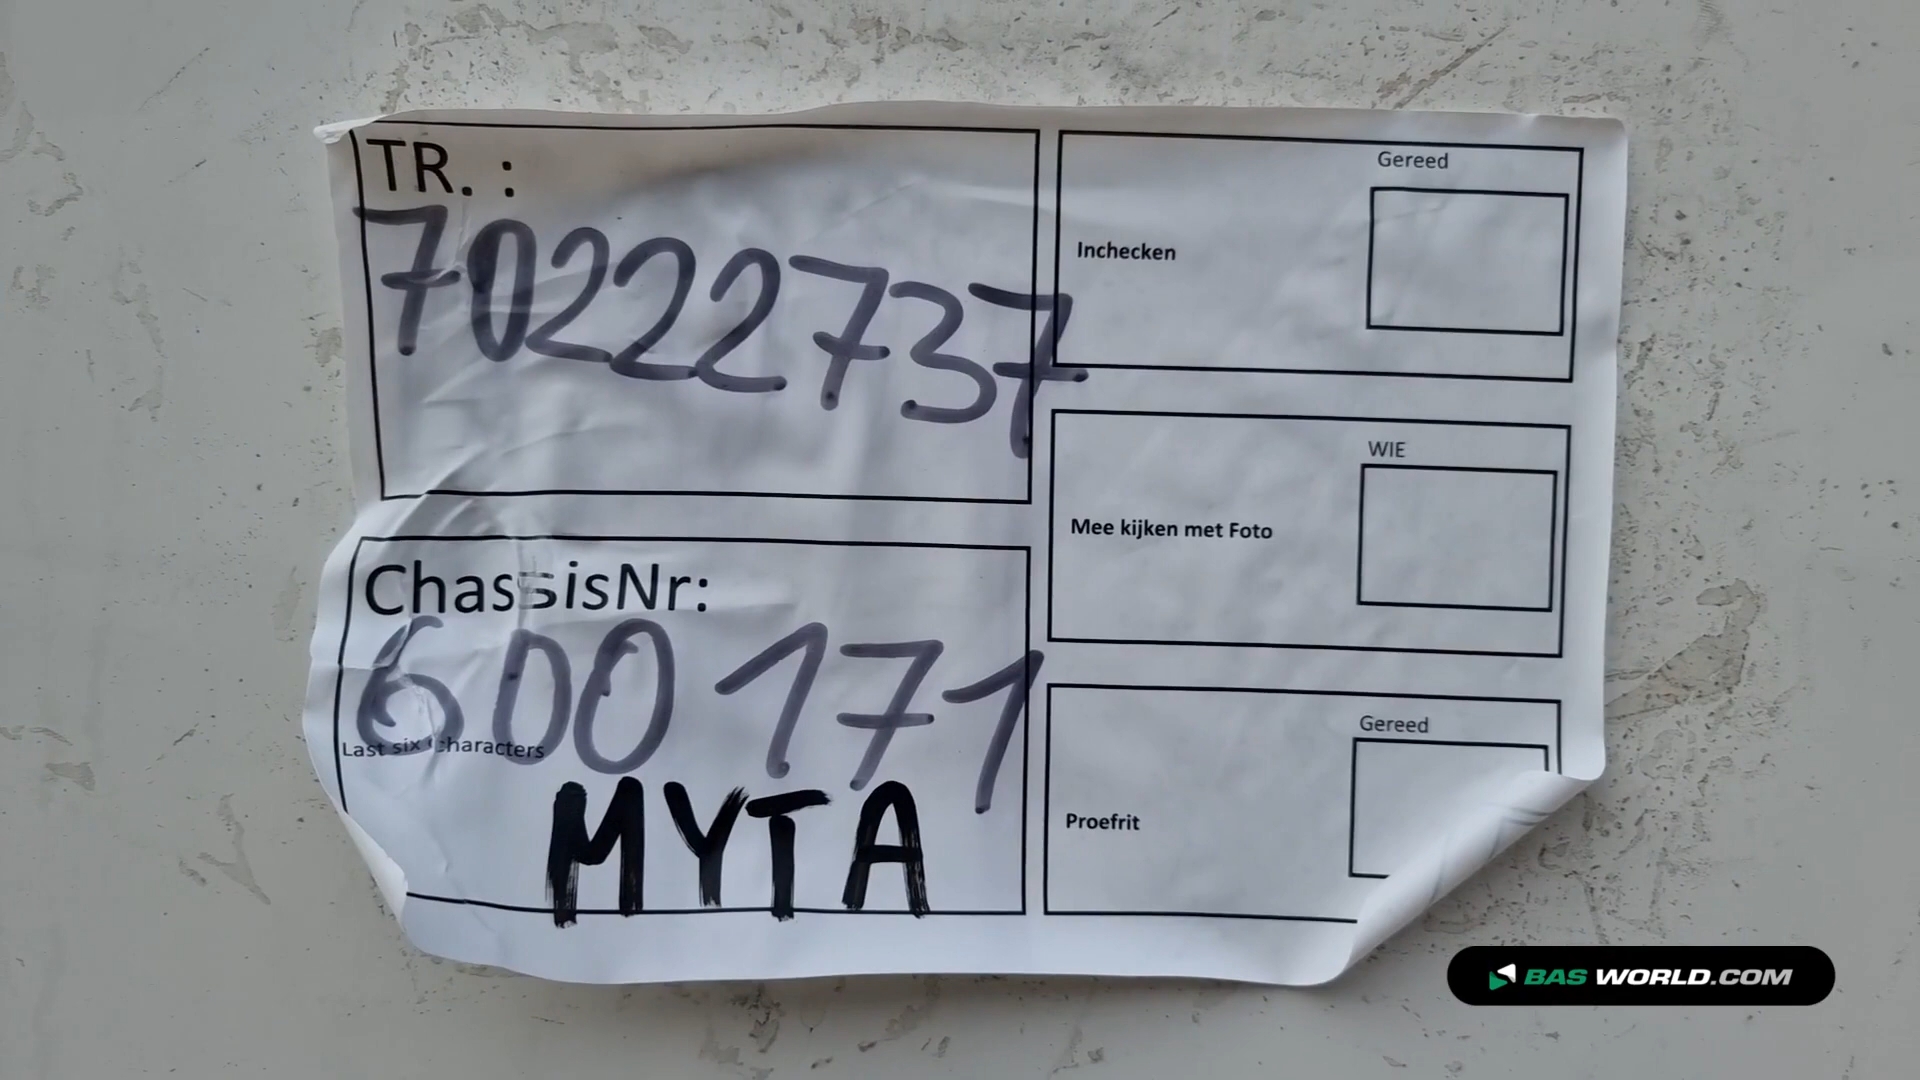 TR. :
70222737
ChassisNr:
600171
Last six characters
MYTA
Gereed
Inchecken
WIE
Mee kijken met Foto
Gereed
Proefrit
BAS WORLD.COM